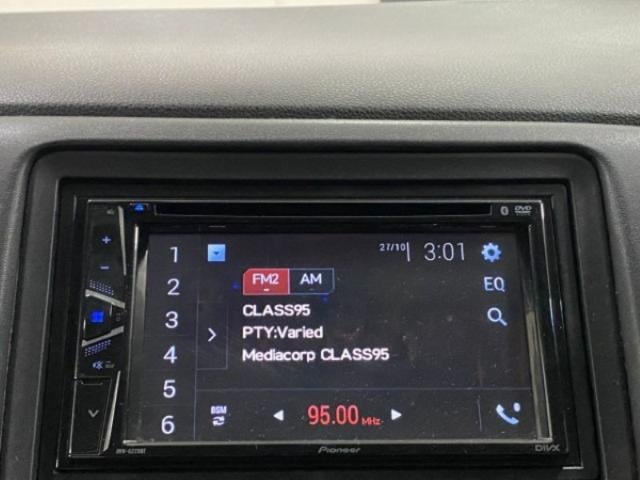 DVD
1 27/10 3:01
2 FM2 AM EQ
3 CLASS95
PTY:Varied
4 Mediacorp CLASS95
5
6 BSM 95.00 MHz
Pioneer DIVX